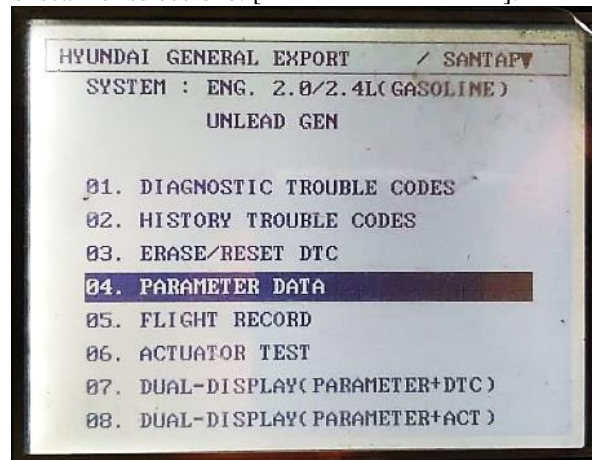 HYUNDAI GENERAL EXPORT / SANTAF▼
SYSTEM : ENG. 2.0/2.4L(GASOLINE)
UNLEAD GEN
01. DIAGNOSTIC TROUBLE CODES
02. HISTORY TROUBLE CODES
03. ERASE/RESET DTC
04. PARAMETER DATA
05. FLIGHT RECORD
06. ACTUATOR TEST
07. DUAL-DISPLAY(PARAMETER+DTC)
08. DUAL-DISPLAY(PARAMETER+ACT)